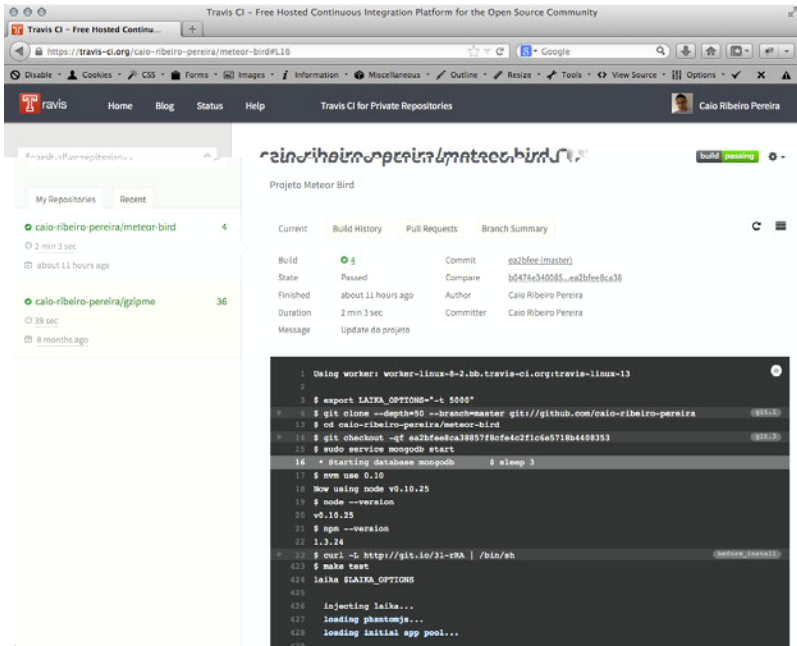 Travis CI – Free Hosted Continuous Integration Platform for the Open Source Community
Travis CI – Free Hosted Continu...
https://travis-ci.org/caio-ribeiro-pereira/meteor-bird#L16
Google
Disable Cookies CSS Forms Images Information Miscellaneous Outline Resize Tools View Source Options
Travis Home Blog Status Help Travis CI for Private Repositories Caio Ribeiro Pereira
caio-ribeiro-pereira/meteor-bird
build passing
Projeto Meteor Bird
My Repositories Recent
caio-ribeiro-pereira/meteor-bird 4
2 min 3 sec
about 11 hours ago
caio-ribeiro-pereira/gzipme 36
39 sec
8 months ago
Current Build History Pull Requests Branch Summary
Build 4 Commit ea2bfee (master)
State Passed Compare b0474e340085...ea2bfee8ca38
Finished about 11 hours ago Author Caio Ribeiro Pereira
Duration 2 min 3 sec Committer Caio Ribeiro Pereira
Message Update do projeto
1 Using worker: worker-linux-8-2.bb.travis-ci.org:travis-linux-13
2
3 $ export LAIKA_OPTIONS="-t 5000"
4 $ git clone --depth=50 --branch=master git://github.com/caio-ribeiro-pereira git.1
13 $ cd caio-ribeiro-pereira/meteor-bird
14 $ git checkout -qf ea2bfee8ca38857f8cfe4c2f1c6e5718b4408353 git.3
15 $ sudo service mongodb start
16 * Starting database mongodb $ sleep 3
17 $ nvm use 0.10
18 Now using node v0.10.25
19 $ node --version
20 v0.10.25
21 $ npm --version
22 1.3.24
23 $ curl -L http://git.io/3l-rRA | /bin/sh before_install
423 $ make test
424 laika $LAIKA_OPTIONS
425
426 injecting laika...
427 loading phantomjs...
428 loading initial app pool...